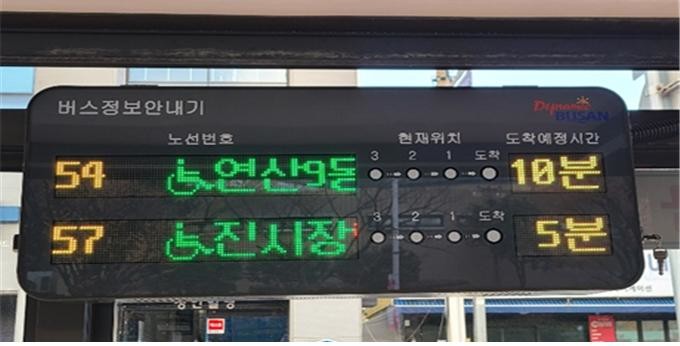 버스정보안내기
Dynamic
BUSAN
노선번호 현재위치 도착예정시간
3 2 1 도착
54 연산9동 10분
3 2 1 도착
57 진시장 5분